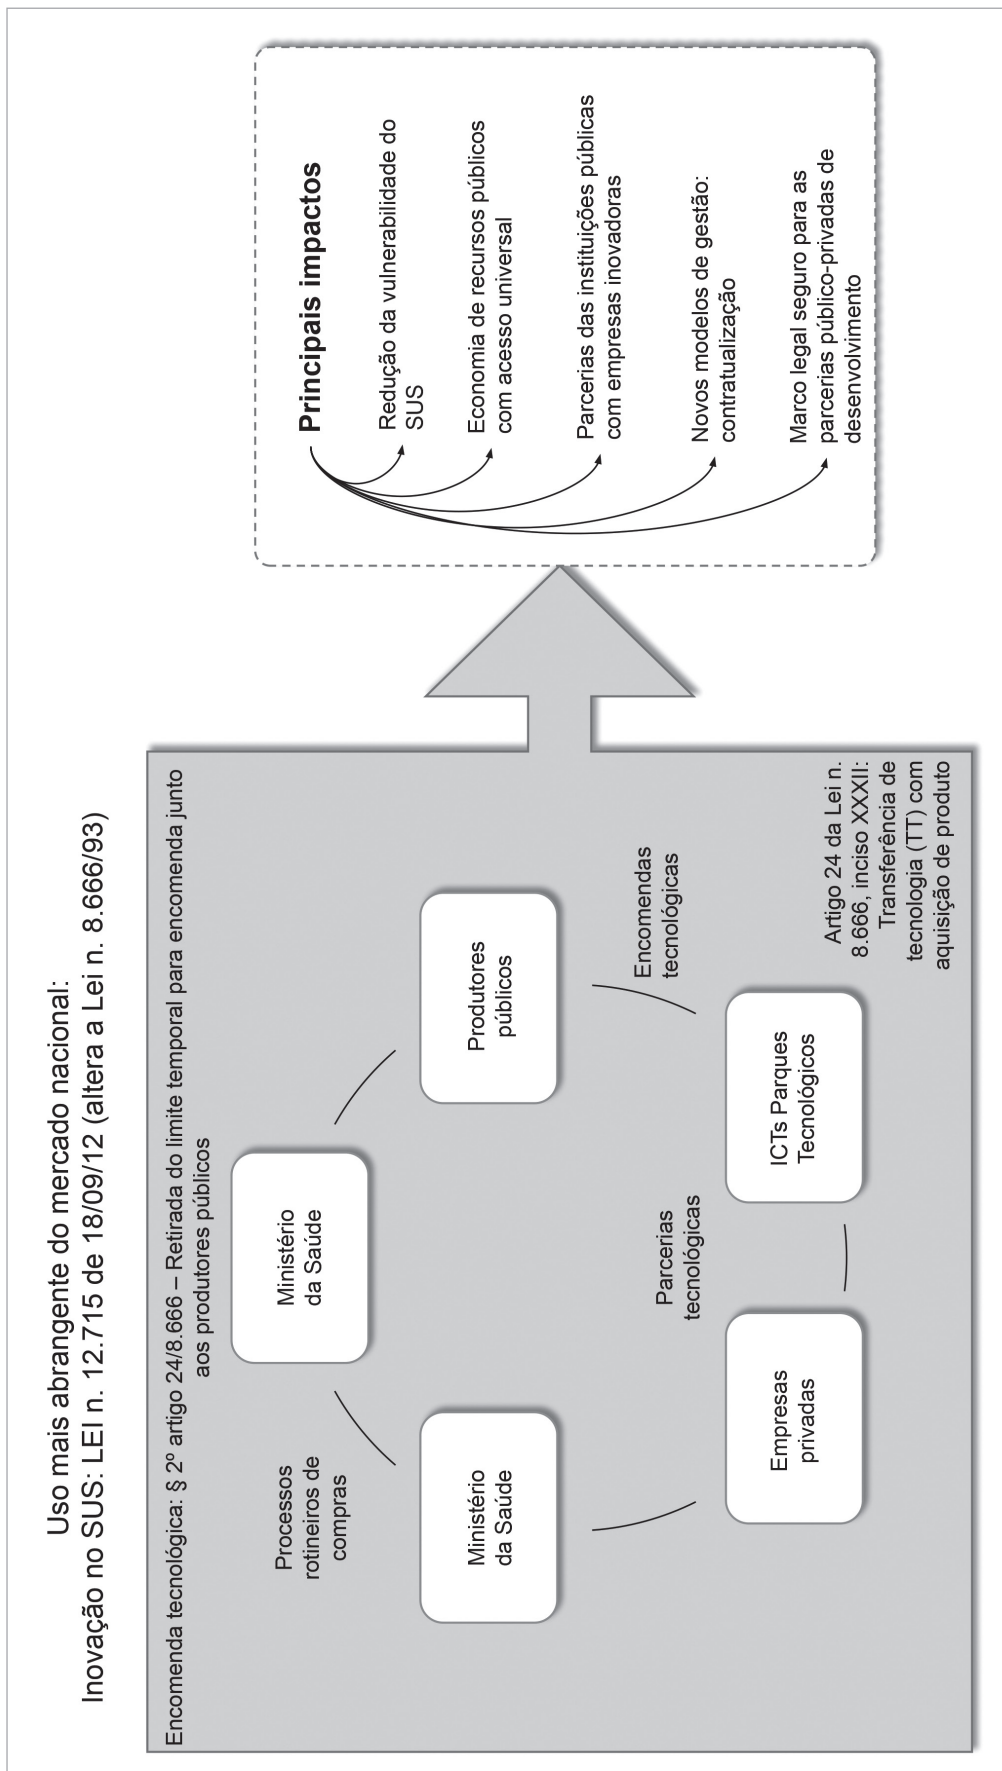 Uso mais abrangente do mercado nacional:
Inovação no SUS: LEI n. 12.715 de 18/09/12 (altera a Lei n. 8.666/93)
Encomenda tecnológica: § 2º artigo 24/8.666 – Retirada do limite temporal para encomenda junto
aos produtores públicos
Ministério
da Saúde
Processos
rotineiros de
compras
Ministério
da Saúde
Produtores
públicos
Encomendas
tecnológicas
Parcerias
tecnológicas
Empresas
privadas
ICTs Parques
Tecnológicos
Artigo 24 da Lei n.
8.666, inciso XXXII:
Transferência de
tecnologia (TT) com
aquisição de produto
Principais impactos
Redução da vulnerabilidade do
SUS
Economia de recursos públicos
com acesso universal
Parcerias das instituições públicas
com empresas inovadoras
Novos modelos de gestão:
contratualização
Marco legal seguro para as
parcerias público-privadas de
desenvolvimento